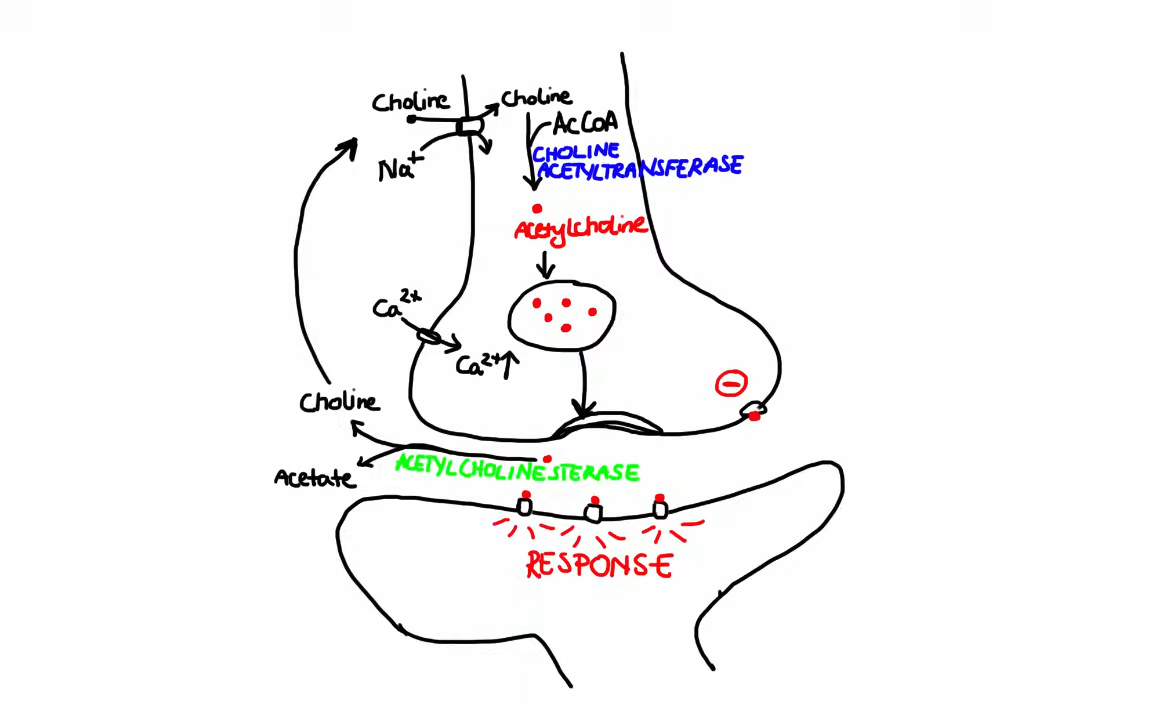 Choline
Choline
AcCoA
Na+
CHOLINE
ACETYLTRANSFERASE
Acetylcholine
Ca2+
Ca2+↑
−
Choline
ACETYLCHOLINESTERASE
Acetate
RESPONSE